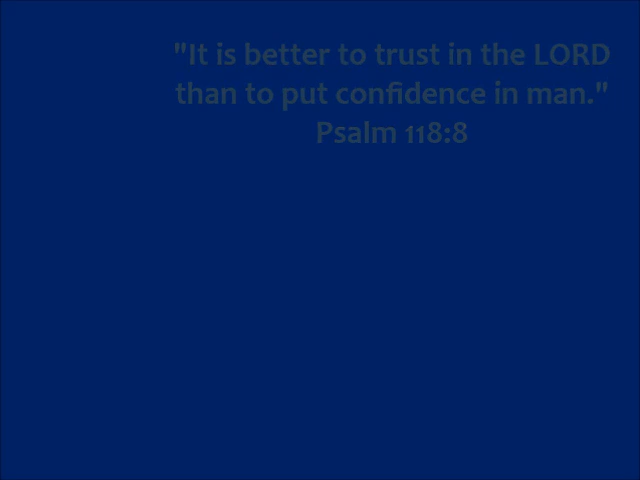 "It is better to trust in the LORD
than to put confidence in man."
Psalm 118:8